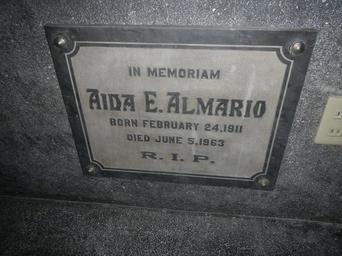 IN MEMORIAM
AIDA E. ALMARIO
BORN FEBRUARY 24, 1911
DIED JUNE 5, 1963
R. I. P.